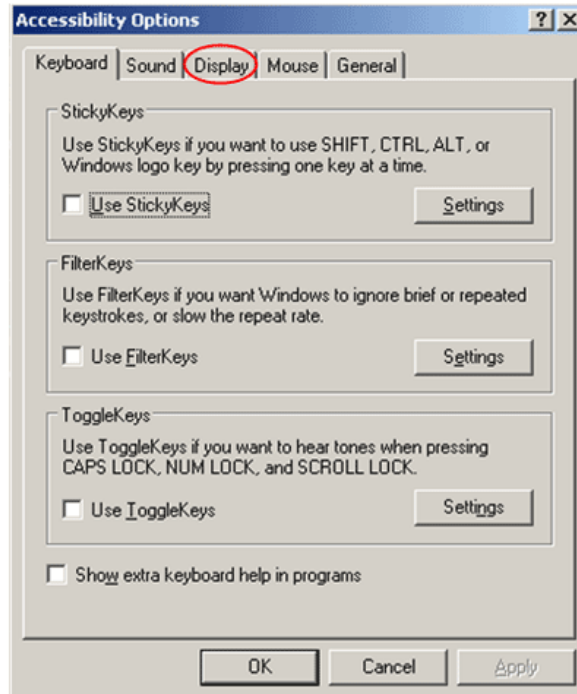 Accessibility Options
Keyboard Sound Display Mouse General
StickyKeys
Use StickyKeys if you want to use SHIFT, CTRL, ALT, or
Windows logo key by pressing one key at a time.
Use StickyKeys Settings
FilterKeys
Use FilterKeys if you want Windows to ignore brief or repeated
keystrokes, or slow the repeat rate.
Use FilterKeys Settings
ToggleKeys
Use ToggleKeys if you want to hear tones when pressing
CAPS LOCK, NUM LOCK, and SCROLL LOCK.
Use ToggleKeys Settings
Show extra keyboard help in programs
OK Cancel Apply